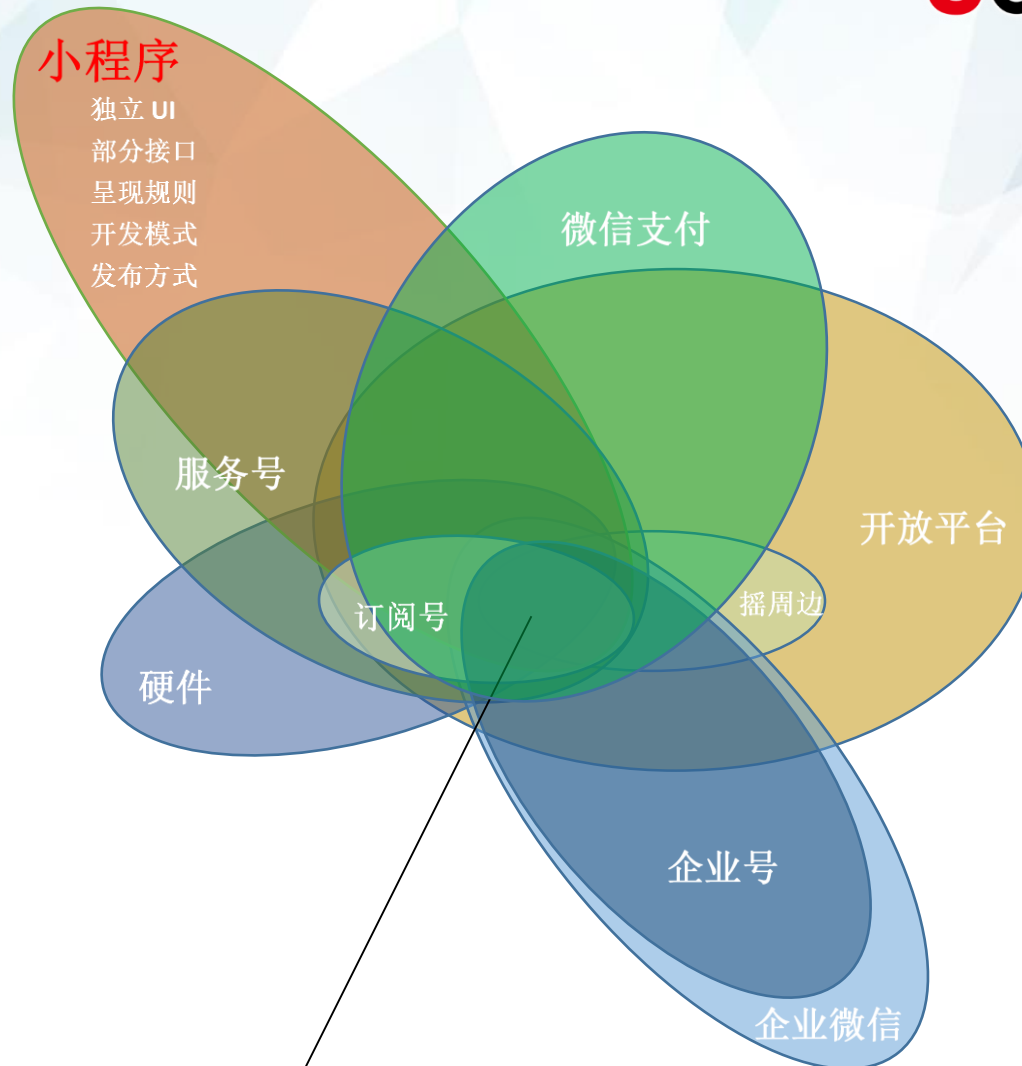 小程序
独立 UI
部分接口
呈现规则
开发模式
发布方式
微信支付
服务号
开放平台
摇周边
订阅号
硬件
企业号
企业微信